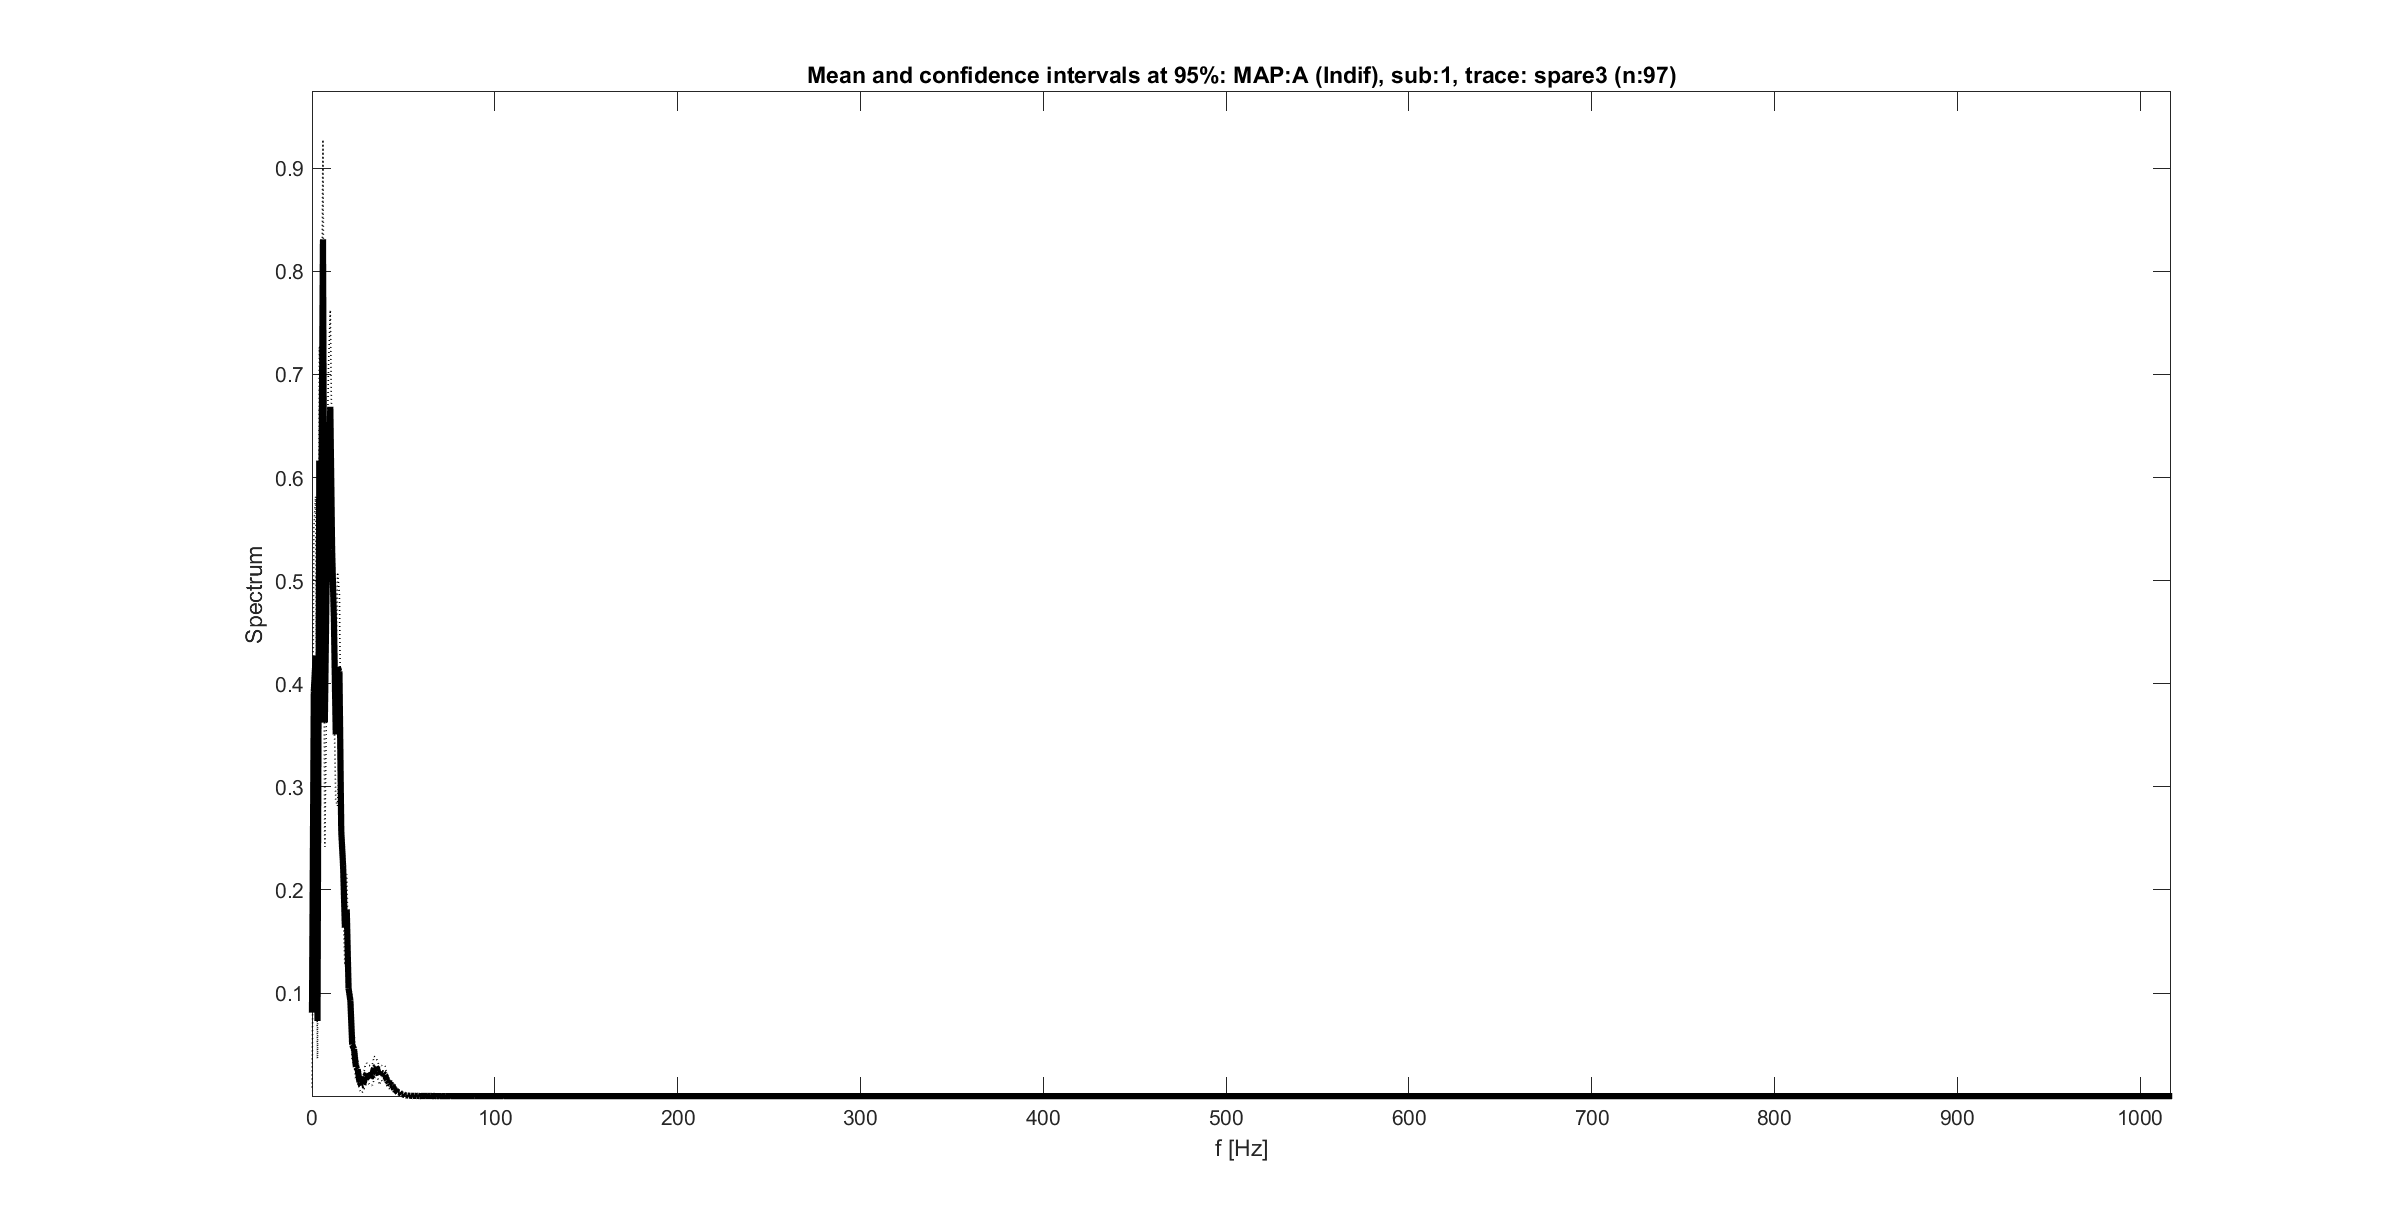 Mean and confidence intervals at 95%: MAP:A (Indif), sub:1, trace: spare3 (n:97)
0.9
0.8
0.7
0.6
0.5
0.4
0.3
0.2
0.1
Spectrum
0 100 200 300 400 500 600 700 800 900 1000
f [Hz]